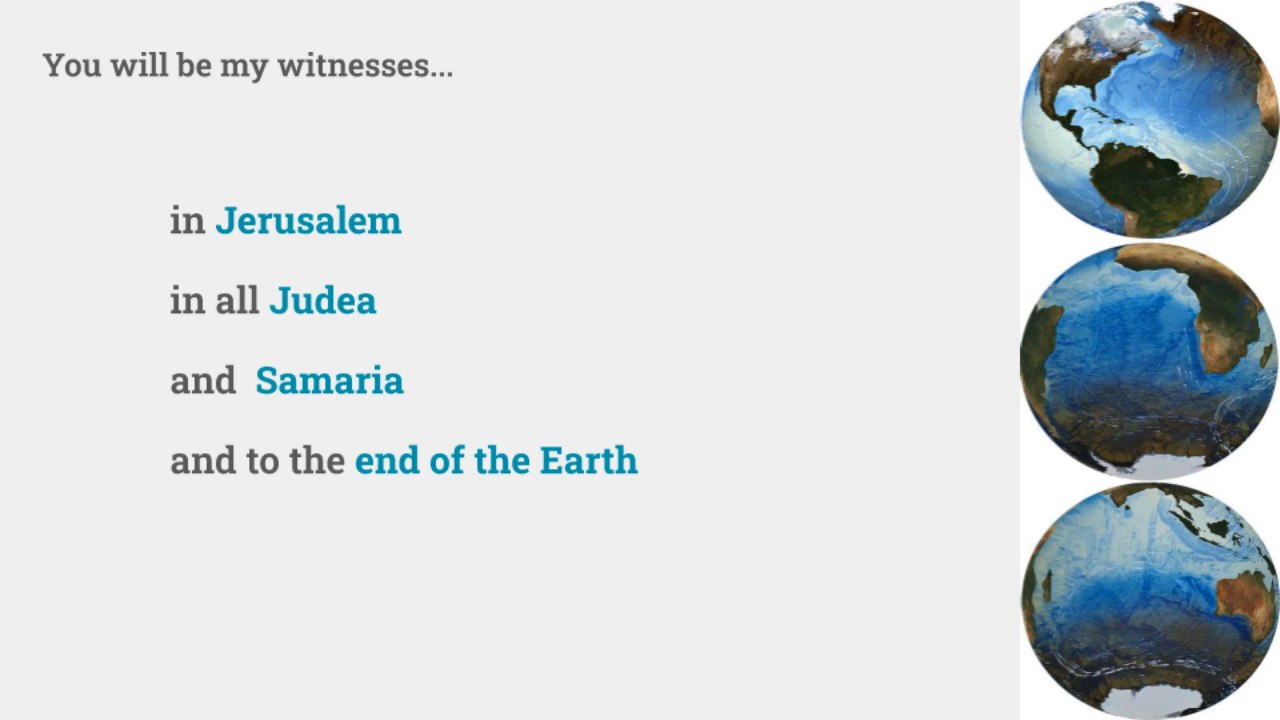 You will be my witnesses...
in Jerusalem
in all Judea
and Samaria
and to the end of the Earth